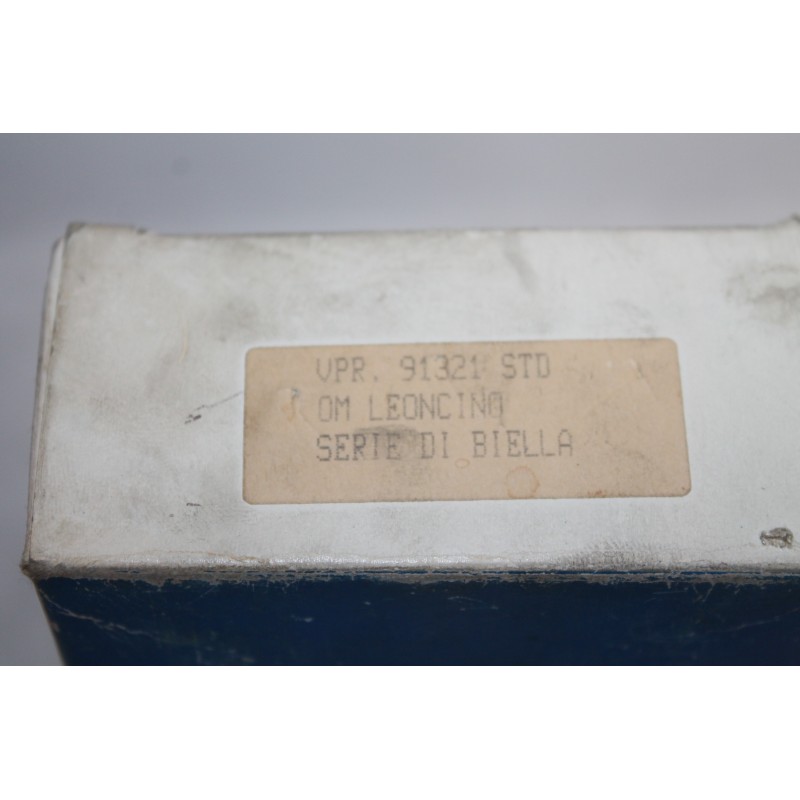 VPR. 91321 STD
OM LEONCINO
SERIE DI BIELLA